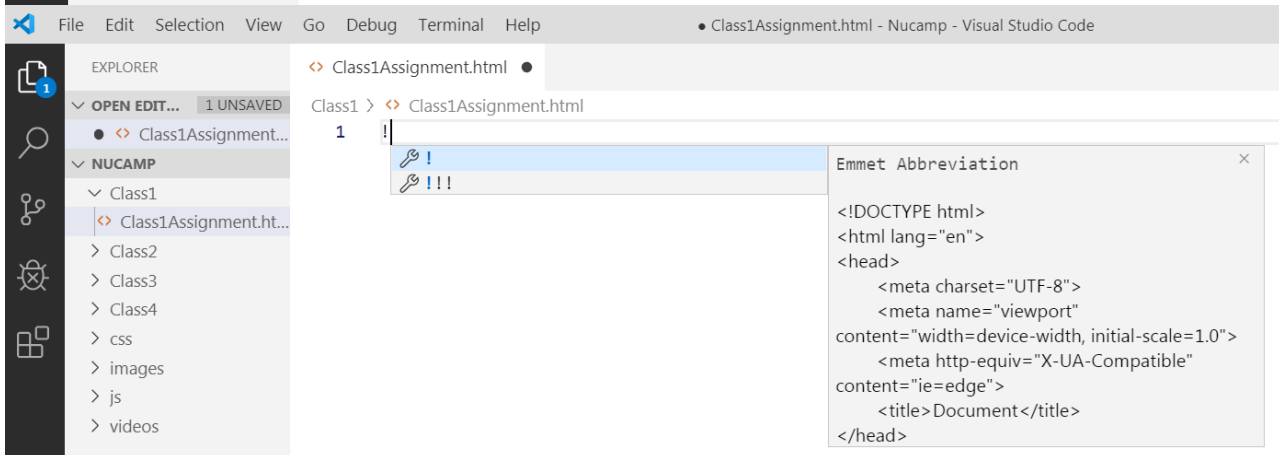 File Edit Selection View Go Debug Terminal Help ● Class1Assignment.html - Nucamp - Visual Studio Code
EXPLORER
<> Class1Assignment.html ●
OPEN EDIT... 1 UNSAVED
● <> Class1Assignment...
NUCAMP
Class1
<> Class1Assignment.ht...
Class2
Class3
Class4
css
images
js
videos
1
Class1 > <> Class1Assignment.html
1 !
!
!!!
Emmet Abbreviation ×
<!DOCTYPE html>
<html lang="en">
<head>
<meta charset="UTF-8">
<meta name="viewport"
content="width=device-width, initial-scale=1.0">
<meta http-equiv="X-UA-Compatible"
content="ie=edge">
<title>Document</title>
</head>